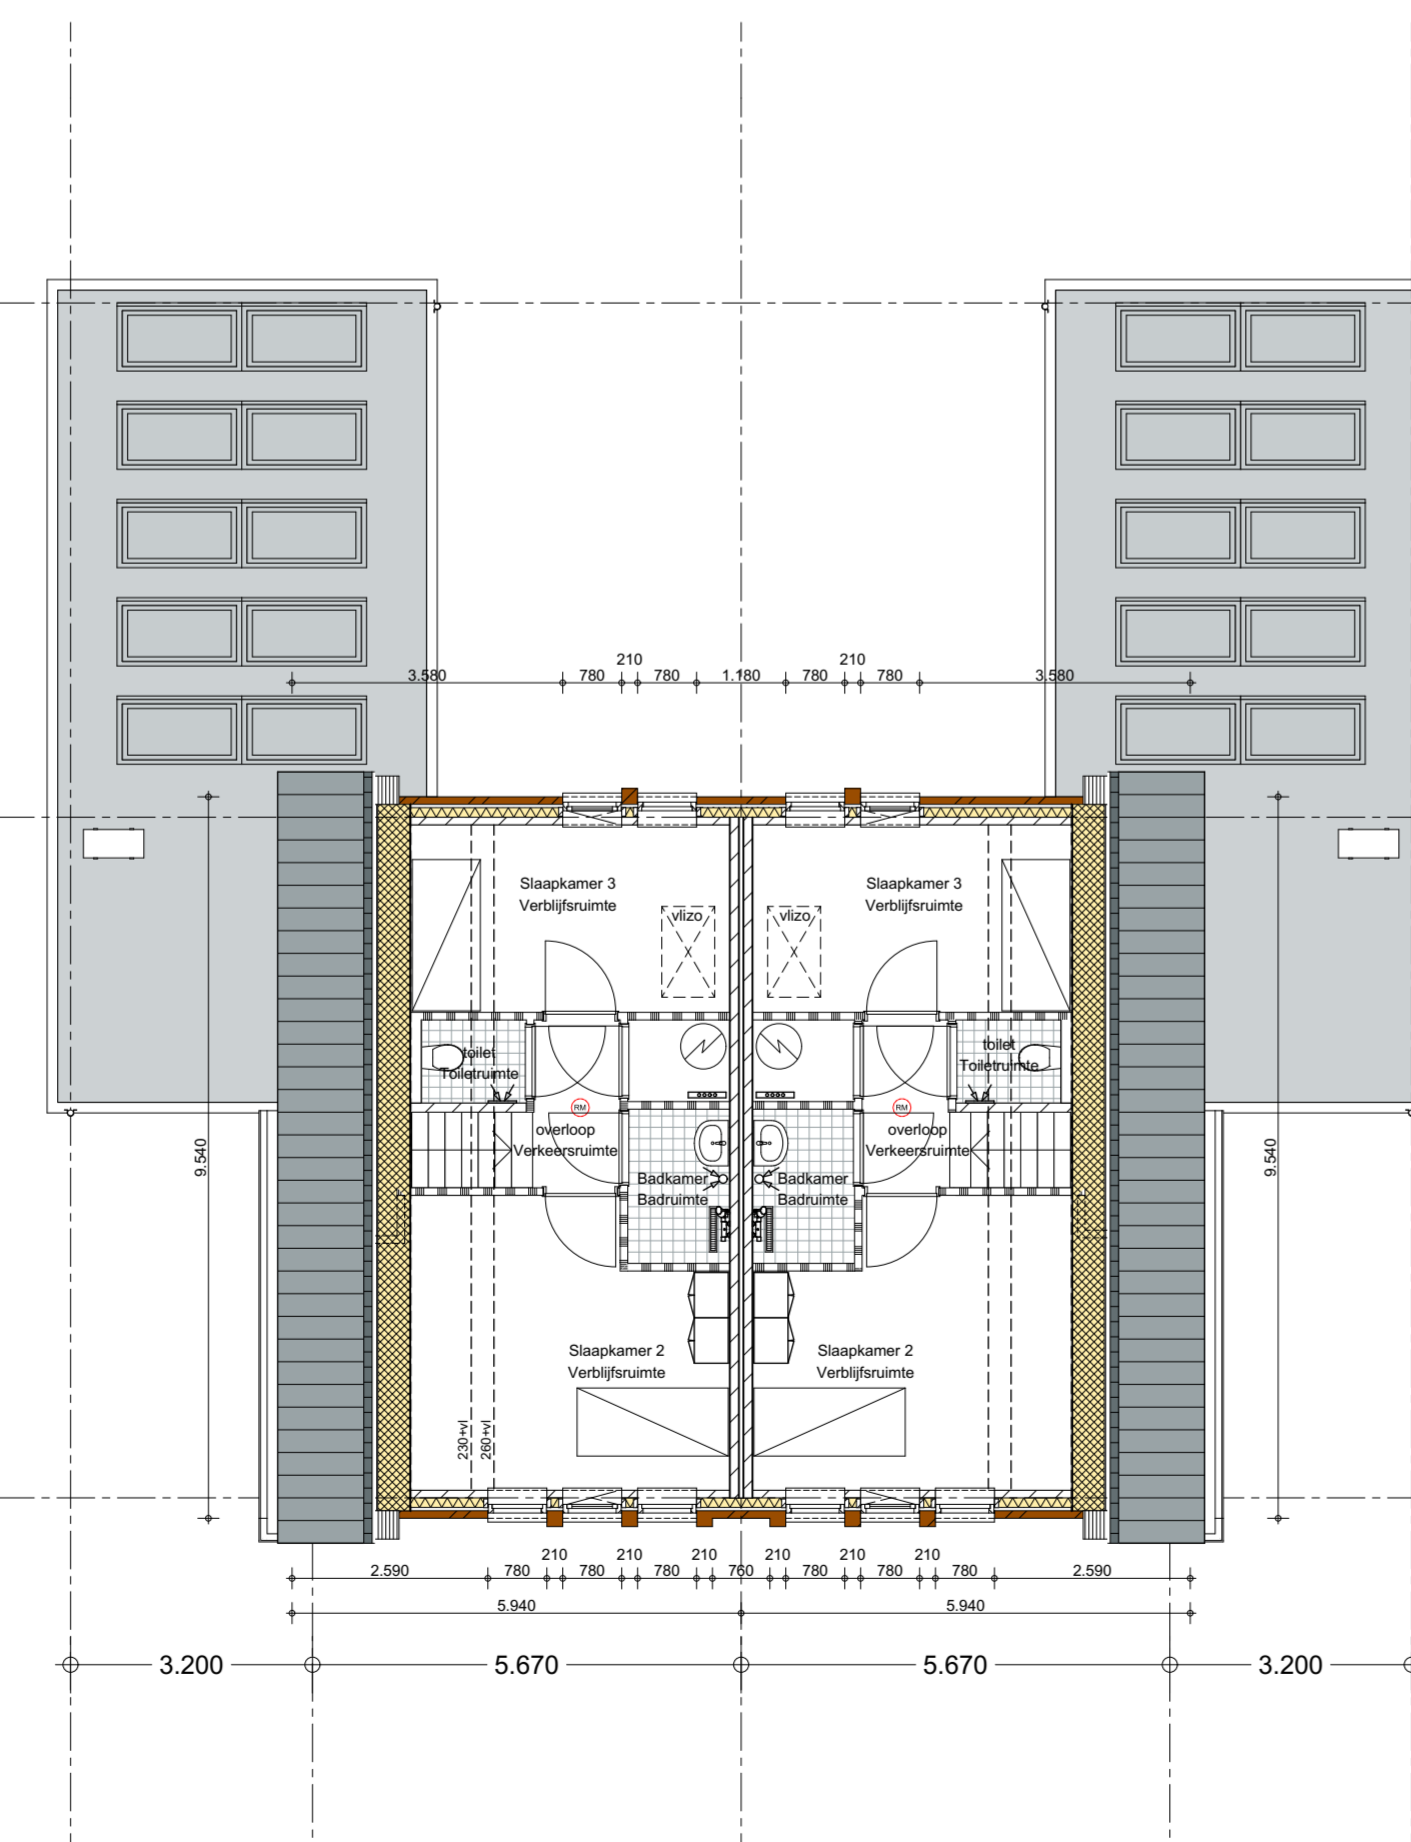 210
210
3.580
780
780
1.180
780
780
3.580
Slaapkamer 3
Verblijfsruimte
Slaapkamer 3
Verblijfsruimte
vlizo
vlizo
toilet
Toiletruimte
toilet
Toiletruimte
RM
RM
overloop
Verkeersruimte
overloop
Verkeersruimte
9.540
9.540
Badkamer
Badruimte
Badkamer
Badruimte
Slaapkamer 2
Verblijfsruimte
Slaapkamer 2
Verblijfsruimte
230+vl
260+vl
210
210
210
210
210
210
2.590
780
780
780
760
780
780
780
2.590
5.940
5.940
3.200
5.670
5.670
3.200